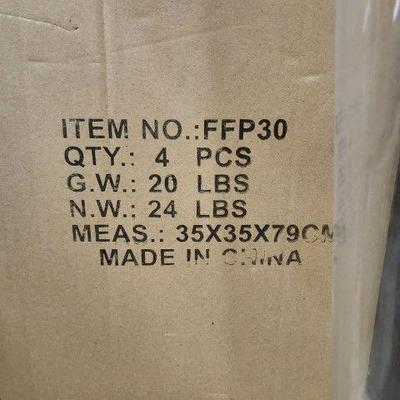 ITEM NO.:FFP30
QTY.: 4 PCS
G.W.: 20 LBS
N.W.: 24 LBS
MEAS.: 35X35X79CM
MADE IN CHINA